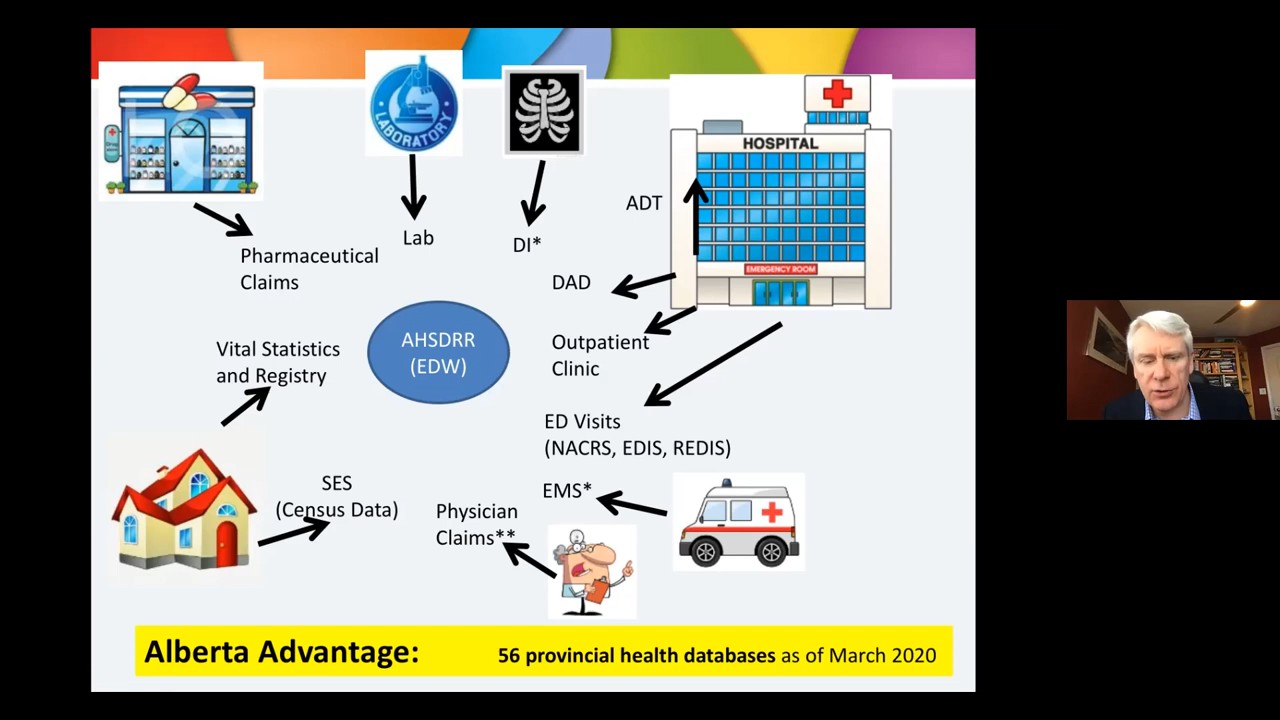 LABORATORY
HOSPITAL
ADT
Lab
DI*
Pharmaceutical
Claims
EMERGENCY ROOM
DAD
AHSDRR
(EDW)
Outpatient
Clinic
Vital Statistics
and Registry
ED Visits
(NACRS, EDIS, REDIS)
SES
(Census Data)
EMS*
Physician
Claims**
Alberta Advantage:
56 provincial health databases as of March 2020